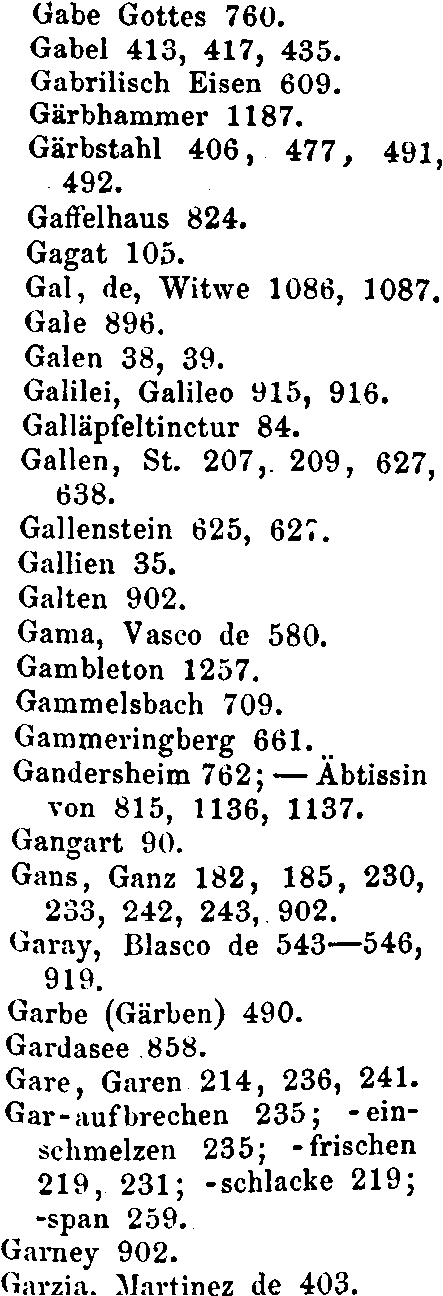 Gabe Gottes 760.
Gabel 413, 417, 435.
Gabrilisch Eisen 609.
Gärbhammer 1187.
Gärbstahl 406, 477, 491,
492.
Gaffelhaus 824.
Gagat 105.
Gal, de, Witwe 1086, 1087.
Gale 896.
Galen 38, 39.
Galilei, Galileo 915, 916.
Galläpfeltinctur 84.
Gallen, St. 207, 209, 627,
638.
Gallenstein 625, 627.
Gallien 35.
Galten 902.
Gama, Vasco de 580.
Gambleton 1257.
Gammelsbach 709.
Gammeringberg 661.
Gandersheim 762; — Äbtissin
von 815, 1136, 1137.
Gangart 90.
Gans, Ganz 182, 185, 230,
233, 242, 243, 902.
Garay, Blasco de 543—546,
919.
Garbe (Gärben) 490.
Gardasee 858.
Gare, Garen 214, 236, 241.
Gar-aufbrechen 235; -ein-
schmelzen 235; -frischen
219, 231; -schlacke 219;
-span 259.
Garney 902.
Garzia, Martinez de 403.